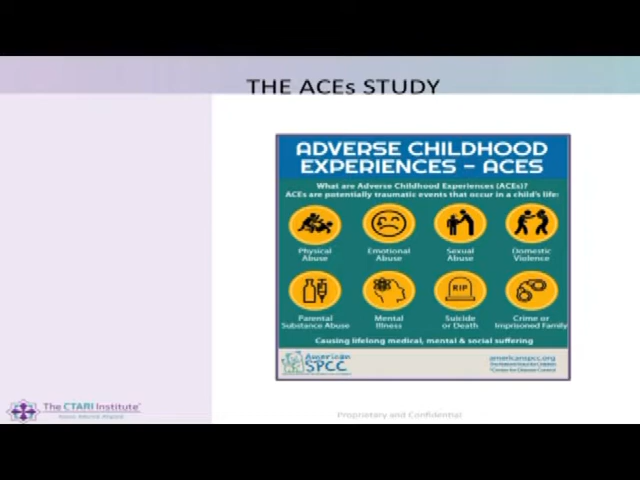 THE ACEs STUDY
ADVERSE CHILDHOOD
EXPERIENCES - ACES
What are Adverse Childhood Experiences (ACEs)?
ACEs are potentially traumatic events that occur in a child's life:
Physical
Abuse
Emotional
Abuse
Sexual
Abuse
Domestic
Violence
RIP
Parental
Substance Abuse
Mental
Illness
Suicide
or Death
Crime or
Imprisoned Family
Causing lifelong medical, mental & social suffering
American
SPCC
americanspcc.org
The CTARI Institute
Proprietary and Confidential